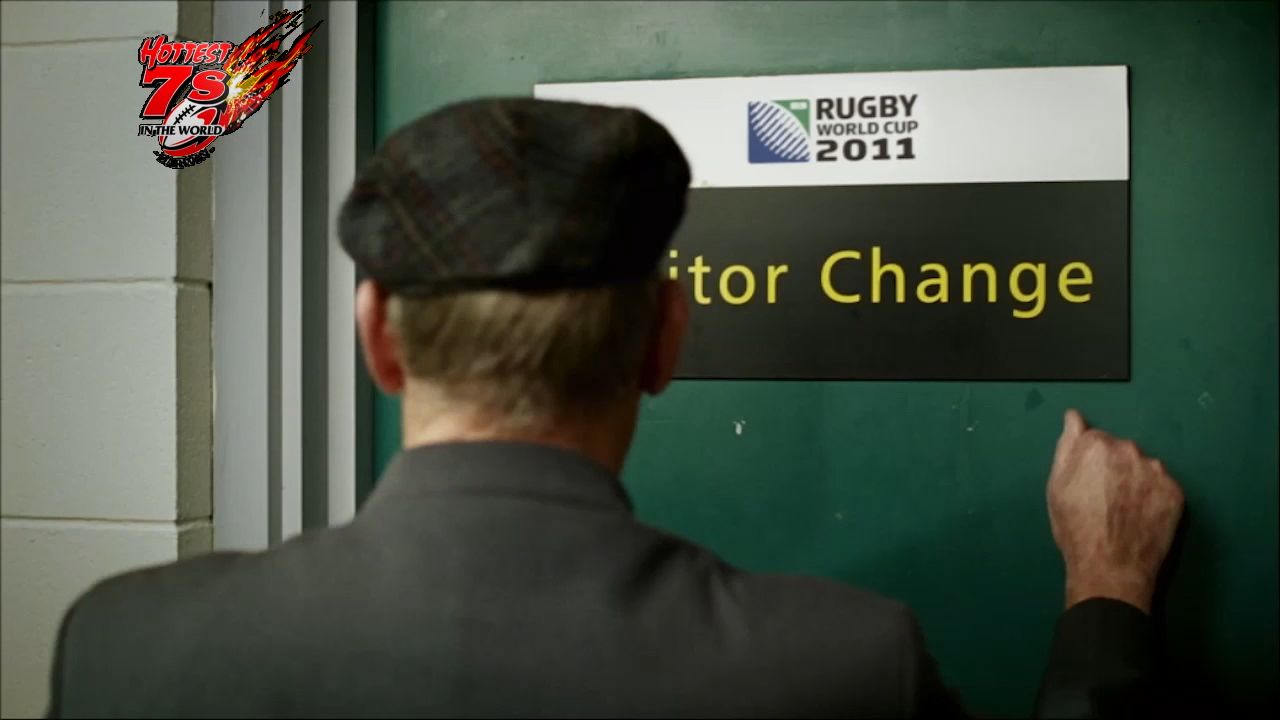 HOTTEST
7s
IN THE WORLD
RUGBY
WORLD CUP
2011
itor Change